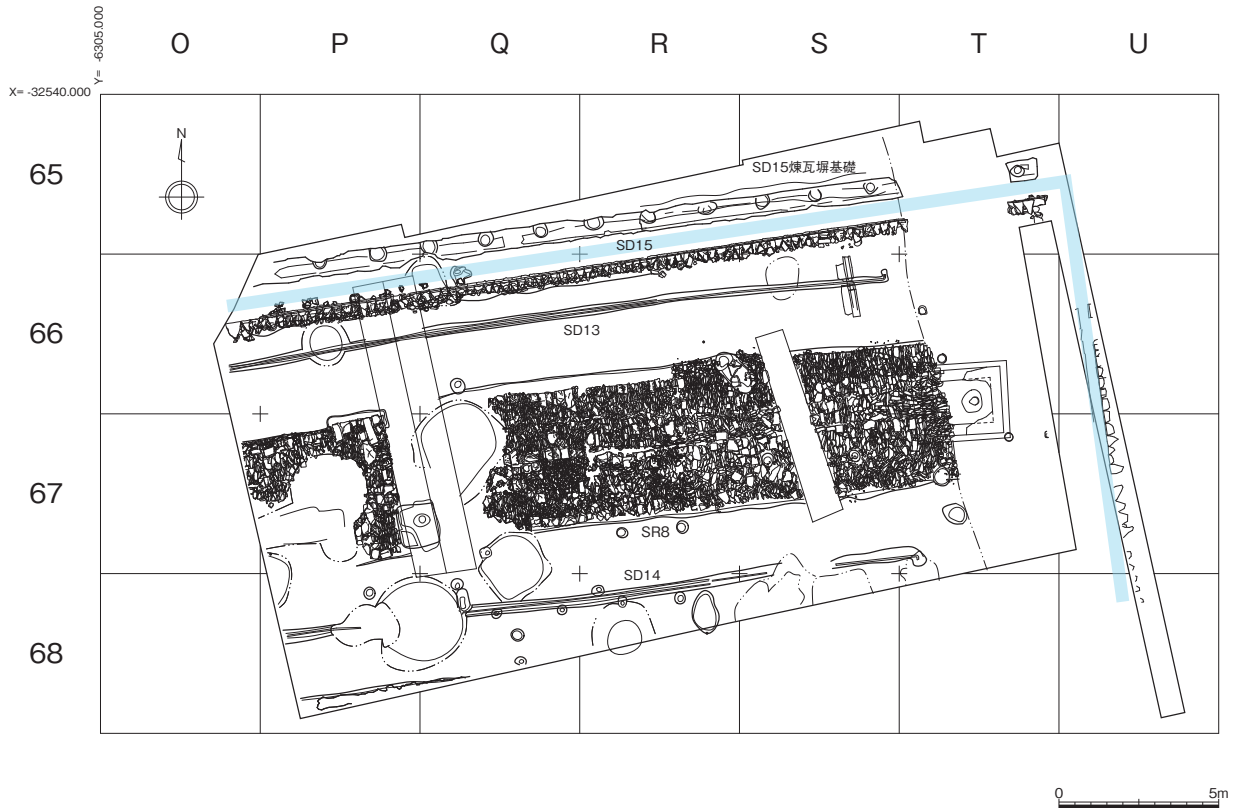 Y= -6305.000
O P Q R S T U
X= -32540.000
N
65
SD15煉瓦塀基礎
SD15
66
SD13
67
SR8
SD14
68
0 5m